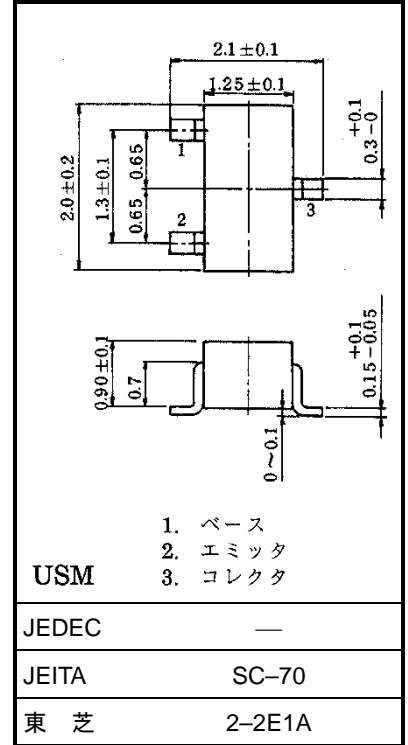 2.1±0.1
1.25±0.1
+0.1
0.3-0
1
0.65
0.65
1.3±0.1
2.0±0.2
2
3
0.90±0.1
0.7
+0.1
0.15-0.05
0~0.1
1. ベース
2. エミッタ
3. コレクタ
USM
JEDEC —
JEITA SC–70
東 芝 2–2E1A